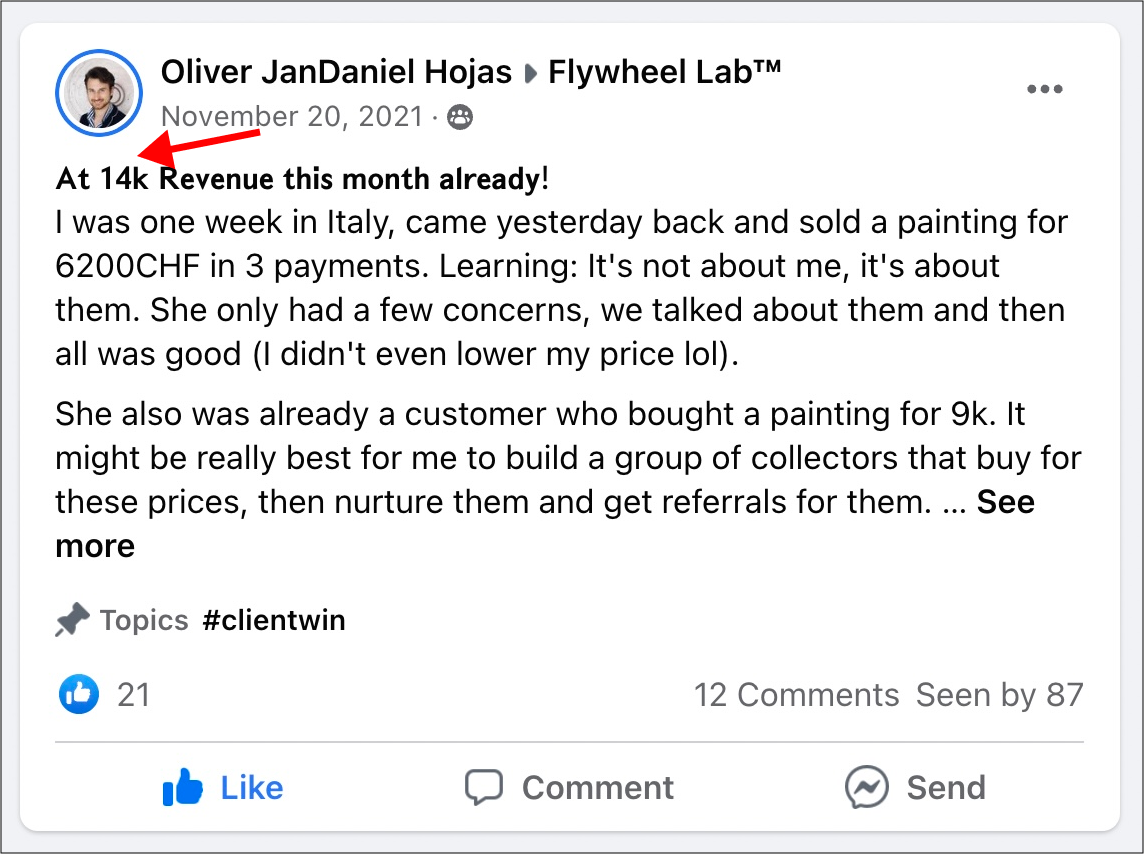 Oliver JanDaniel Hojas ▸ Flywheel Lab™
November 20, 2021 ·
At 14k Revenue this month already!
I was one week in Italy, came yesterday back and sold a painting for
6200CHF in 3 payments. Learning: It's not about me, it's about
them. She only had a few concerns, we talked about them and then
all was good (I didn't even lower my price lol).
She also was already a customer who bought a painting for 9k. It
might be really best for me to build a group of collectors that buy for
these prices, then nurture them and get referrals for them. ... See
more
Topics #clientwin
21 12 Comments Seen by 87
Like Comment Send